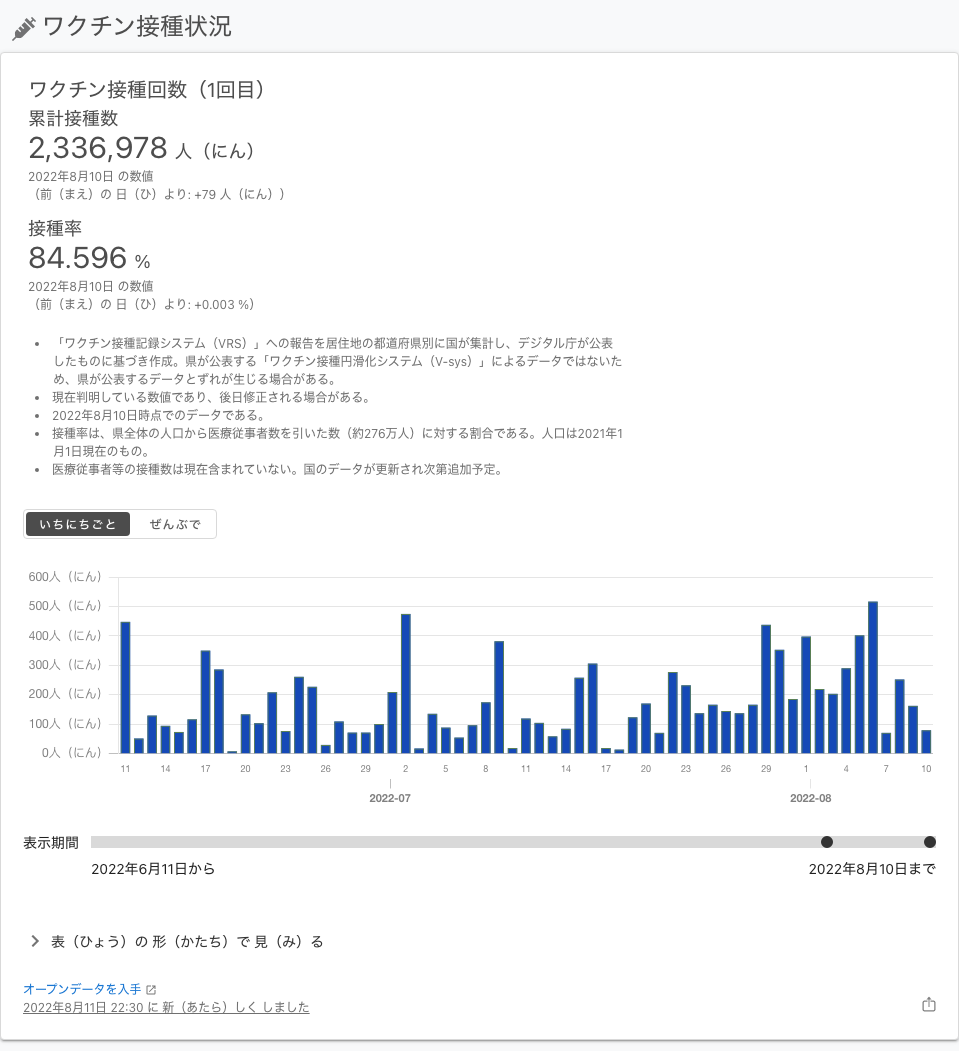 ワクチン接種状況
ワクチン接種回数（1回目）
累計接種数
2,336,978 人（にん）
2022年8月10日 の数値
（前（まえ）の 日（ひ）より: +79 人（にん））
接種率
84.596 %
2022年8月10日 の数値
（前（まえ）の 日（ひ）より: +0.003 %）
• 「ワクチン接種記録システム（VRS）」への報告を居住地の都道府県別に国が集計し、デジタル庁が公表
したものに基づき作成。県が公表する「ワクチン接種円滑化システム（V-sys）」によるデータではないた
め、県が公表するデータとずれが生じる場合がある。
• 現在判明している数値であり、後日修正される場合がある。
• 2022年8月10日時点でのデータである。
• 接種率は、県全体の人口から医療従事者数を引いた数（約276万人）に対する割合である。人口は2021年1
月1日現在のもの。
• 医療従事者等の接種数は現在含まれていない。国のデータが更新され次第追加予定。
いちにちごと ぜんぶで
600人（にん）
500人（にん）
400人（にん）
300人（にん）
200人（にん）
100人（にん）
0人（にん）
11 14 17 20 23 26 29 2 5 8 11 14 17 20 23 26 29 1 4 7 10
2022-07 2022-08
表示期間
2022年6月11日から 2022年8月10日まで
表（ひょう）の 形（かたち）で 見（み）る
オープンデータを入手
2022年8月11日 22:30 に 新（あたら）しく しました